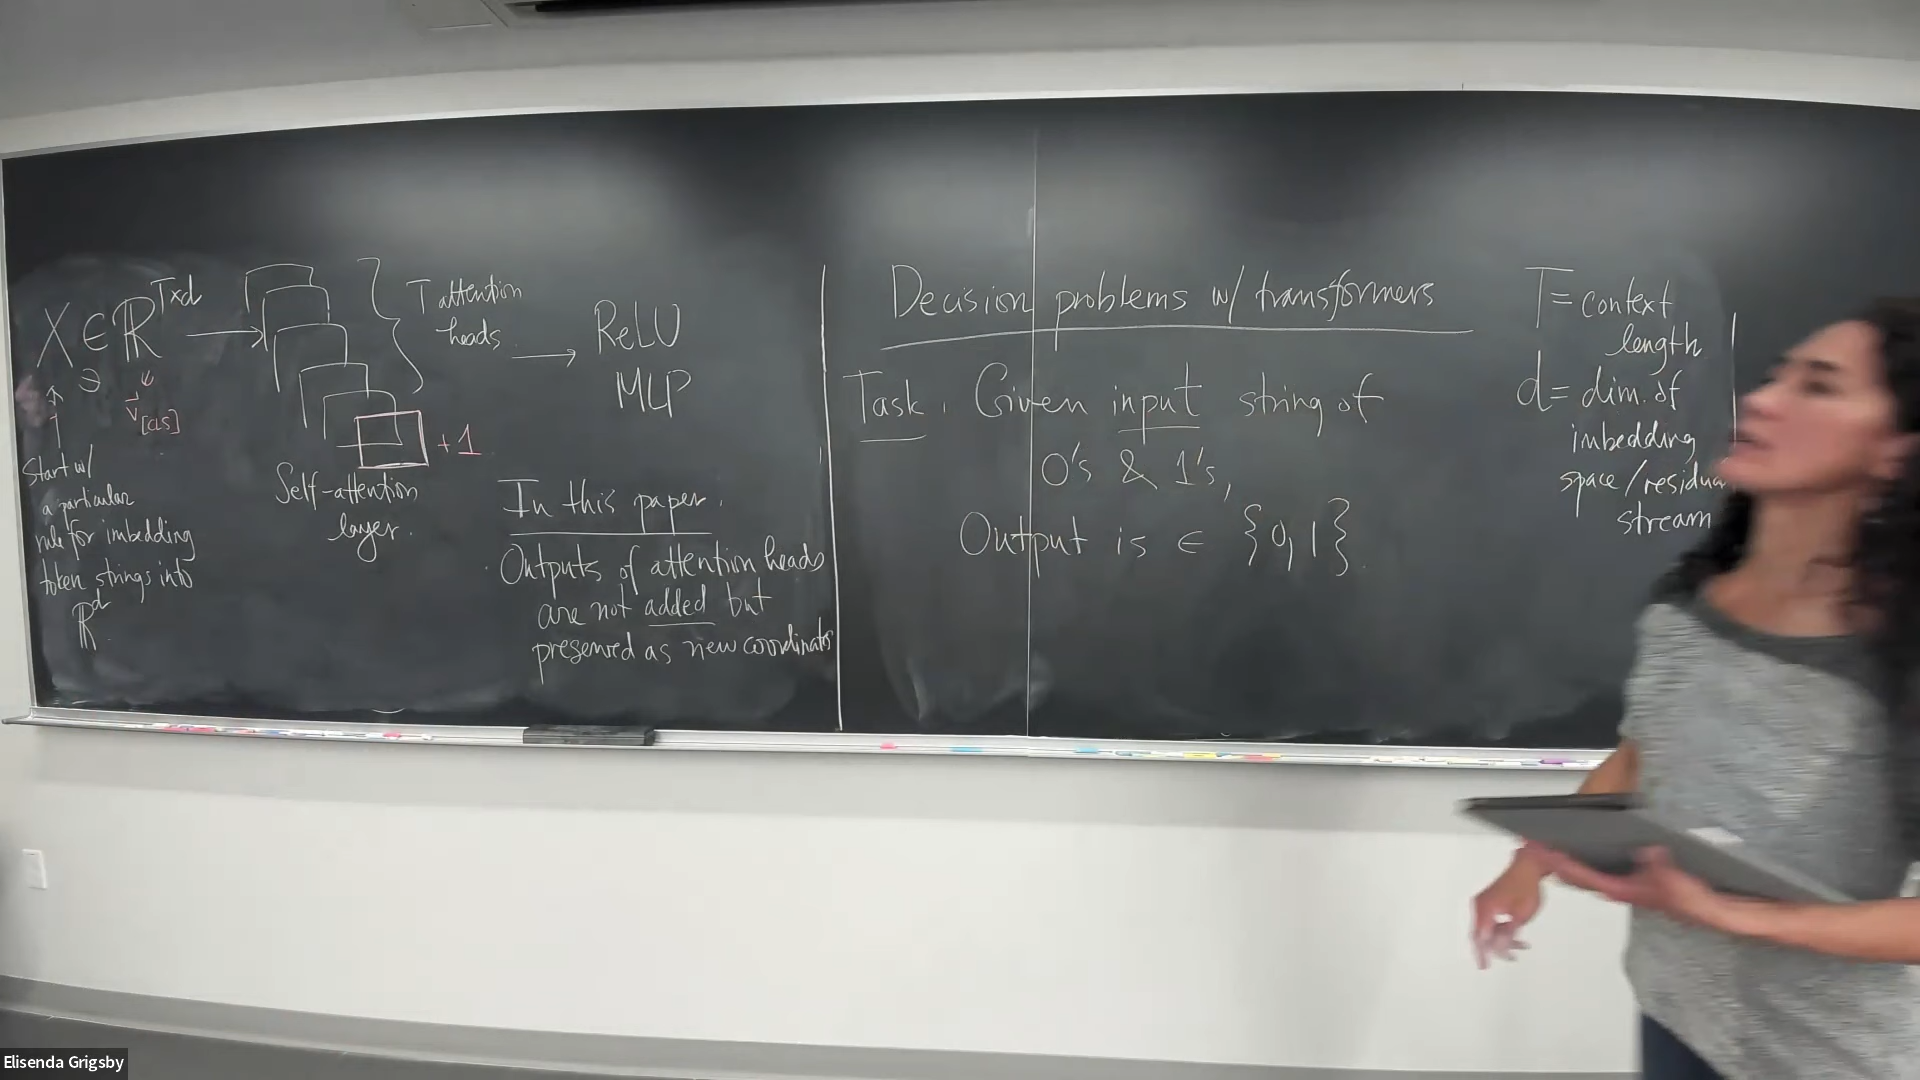 X ∈ ℝ^{T×d} → T attention heads → ReLU MLP
∋
v⃗_[cls]
+1
Start w/
a particular
rule for imbedding
token strings into
ℝ^d.
Self-attention
layer.
In this paper,
Outputs of attention heads
are not added but
preserved as new coordinates
Decision problems w/ transformers
Task. Given input string of
0's & 1's,
Output is ∈ {0,1}.
T = context
length
d = dim. of
imbedding
space/residual
stream
Elisenda Grigsby